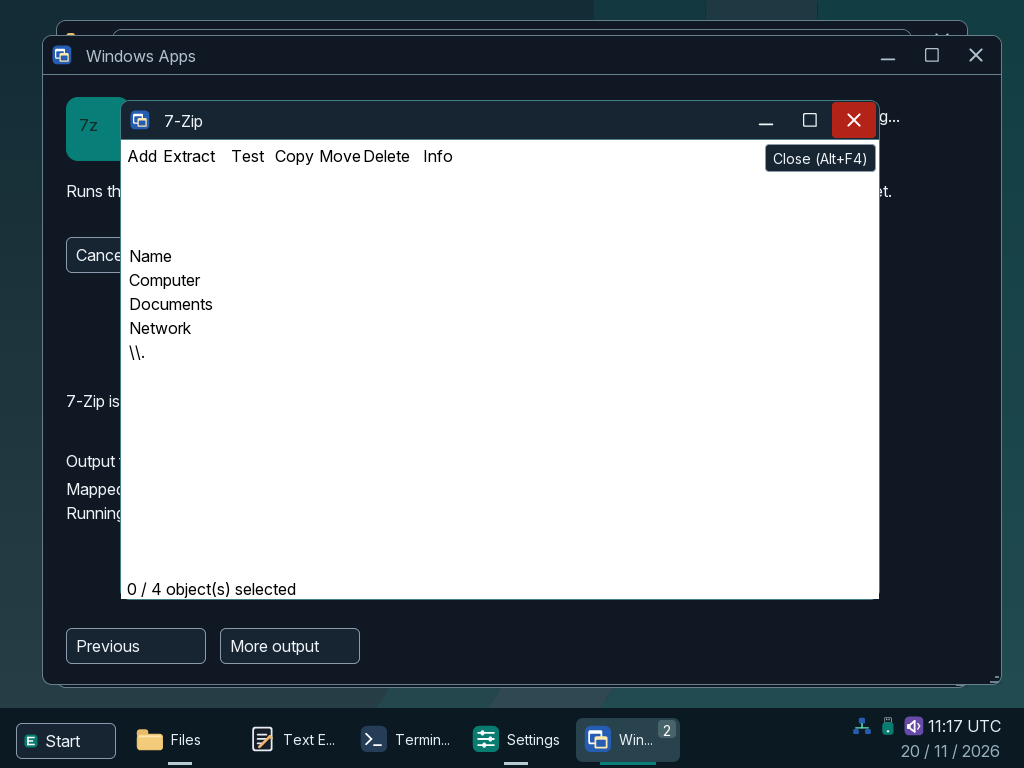 Windows Apps
7z
7-Zip
g...
Add Extract Test Copy Move Delete Info
Close (Alt+F4)
Runs th
et.
Cance
Name
Computer
Documents
Network
\\.
7-Zip is
Output
Mapped
Running
0 / 4 object(s) selected
Previous
More output
Start
Files
Text E...
Termin...
Settings
Win...
2
11:17 UTC
20 / 11 / 2026